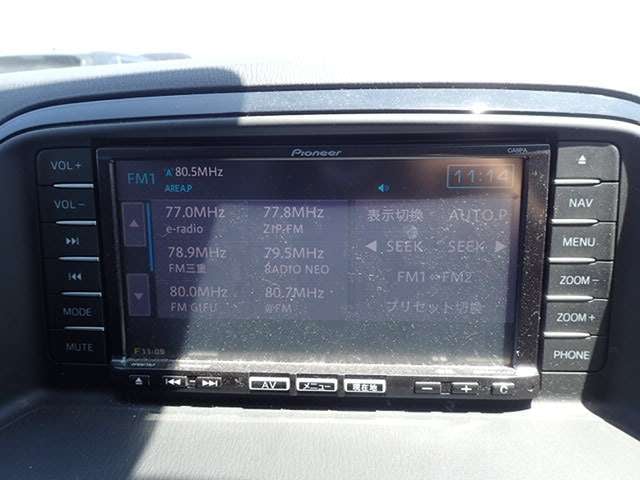 Pioneer
CARROZZERIA
VOL+
VOL-
MODE
MUTE
FM1
80.5MHz
AREA.P
11:14
77.0MHz
e-radio
77.8MHz
ZIP-FM
78.9MHz
FM三重
79.5MHz
RADIO NEO
80.0MHz
FM GIFU
80.7MHz
@FM
表示切換
AUTO.P
◀ SEEK
SEEK ▶
FM1⇔FM2
プリセット切換
NAV
MENU
ZOOM-
ZOOM+
PHONE
AV
メニュー
現在地
- + C